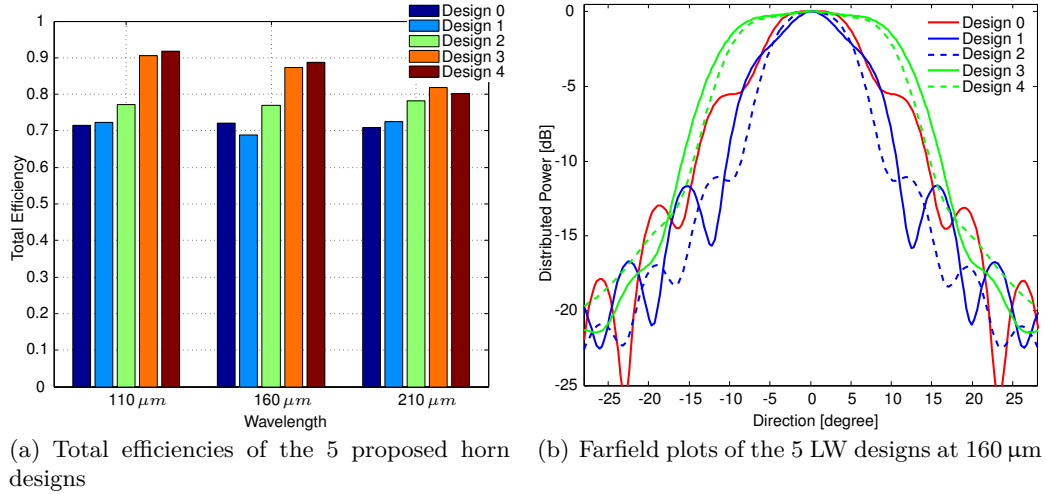 1
0.9
0.8
0.7
0.6
0.5
0.4
0.3
0.2
0.1
0
Total Efficiency
110 μm
160 μm
210 μm
Wavelength
Design 0
Design 1
Design 2
Design 3
Design 4
(a) Total efficiencies of the 5 proposed horn
designs
0
-5
-10
-15
-20
-25
Distributed Power [dB]
-25
-20
-15
-10
-5
0
5
10
15
20
25
Direction [degree]
Design 0
Design 1
Design 2
Design 3
Design 4
(b) Farfield plots of the 5 LW designs at 160 µm